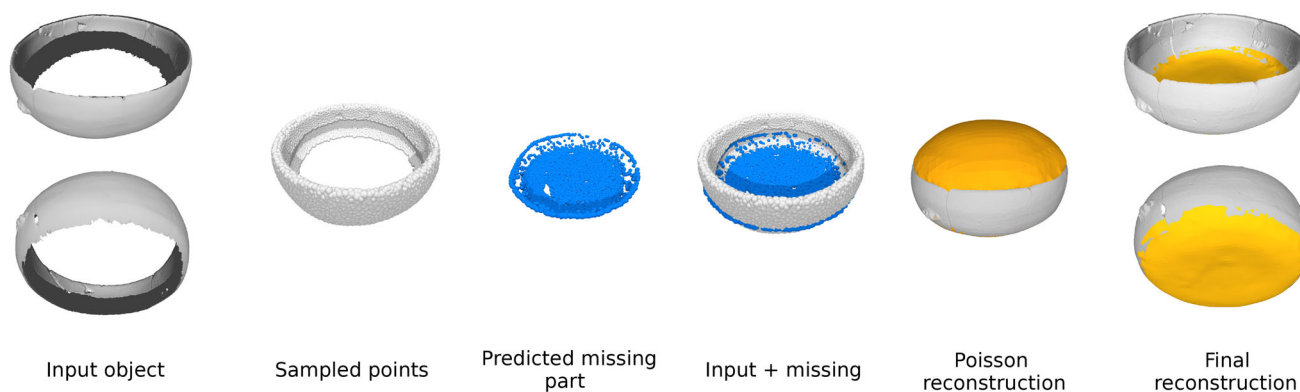 Input object
Sampled points
Predicted missing
part
Input + missing
Poisson
reconstruction
Final
reconstruction